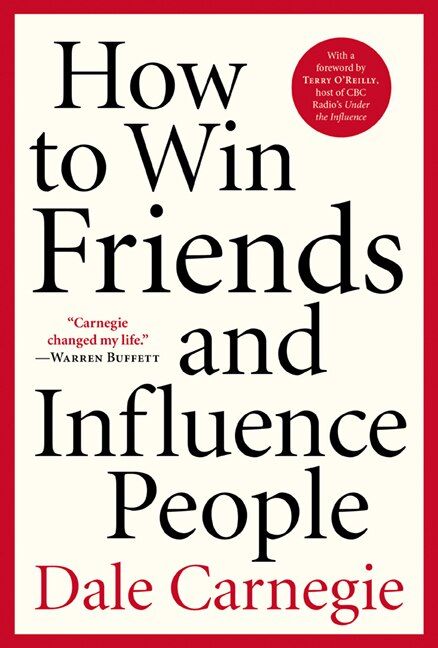 How
to Win
Friends
and
Influence
People
Dale Carnegie
With a
foreword by
TERRY O'REILLY,
host of CBC
Radio's Under
the Influence
“Carnegie
changed my life.”
—WARREN BUFFETT